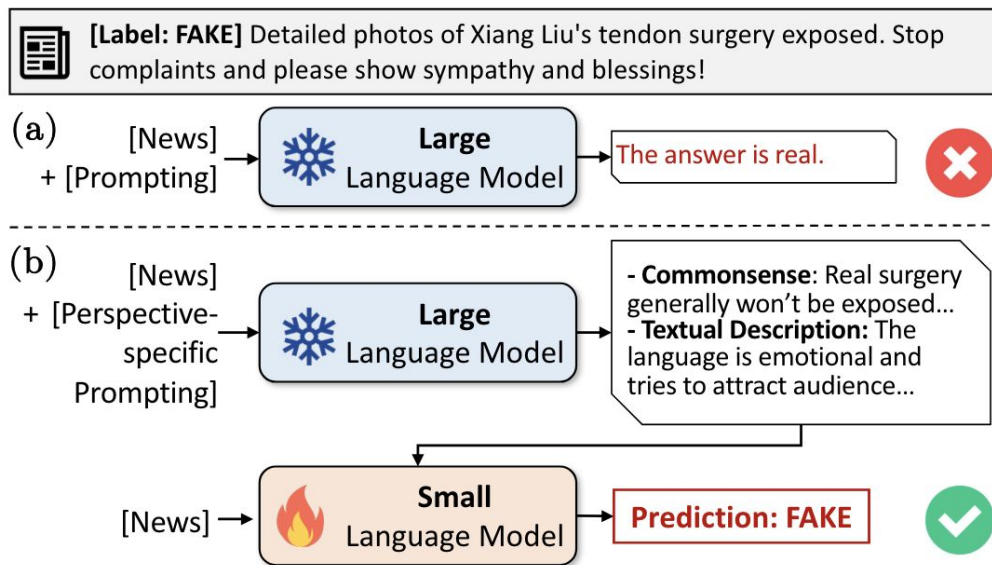 [Label: FAKE] Detailed photos of Xiang Liu's tendon surgery exposed. Stop
complaints and please show sympathy and blessings!
(a)
[News]
+ [Prompting]
Large
Language Model
The answer is real.
(b)
[News]
+ [Perspective-
specific
Prompting]
Large
Language Model
- Commonsense: Real surgery
generally won’t be exposed...
- Textual Description: The
language is emotional and
tries to attract audience...
[News]
Small
Language Model
Prediction: FAKE